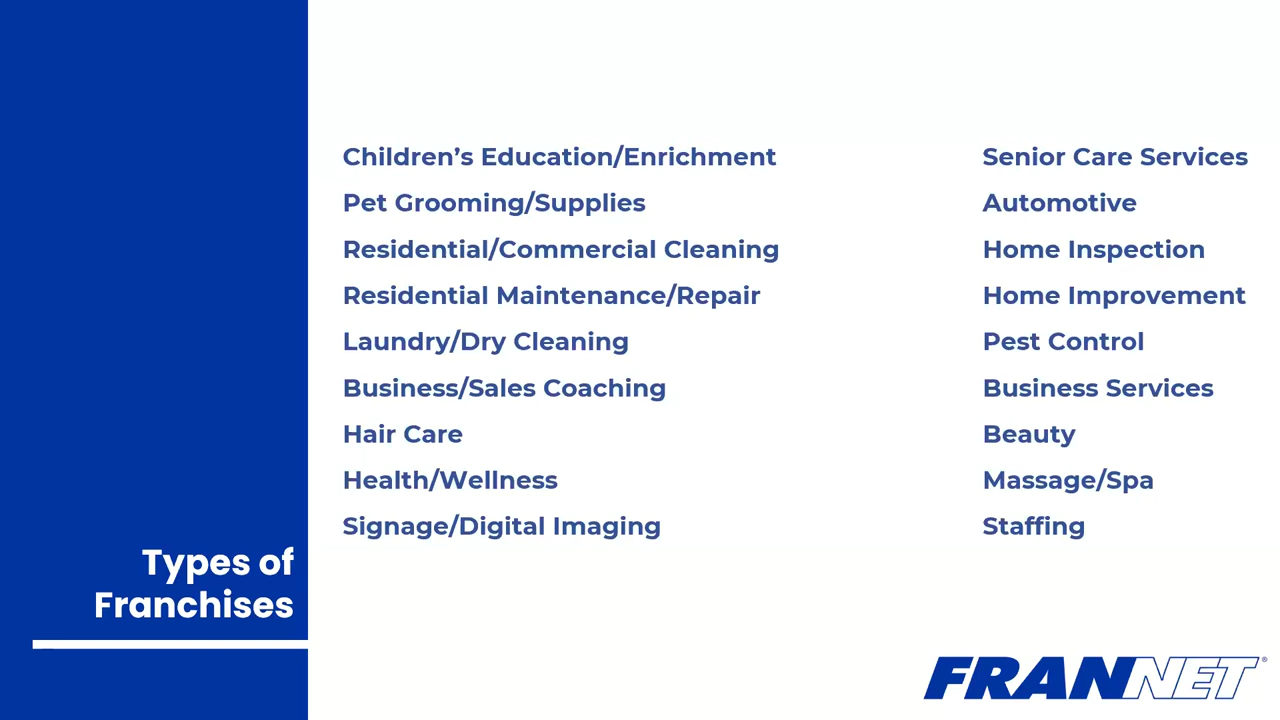 Types of
Franchises
Children’s Education/Enrichment
Pet Grooming/Supplies
Residential/Commercial Cleaning
Residential Maintenance/Repair
Laundry/Dry Cleaning
Business/Sales Coaching
Hair Care
Health/Wellness
Signage/Digital Imaging
Senior Care Services
Automotive
Home Inspection
Home Improvement
Pest Control
Business Services
Beauty
Massage/Spa
Staffing
FRANNET®